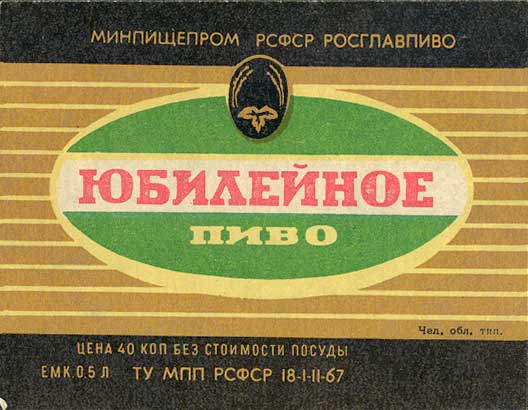 МИНПИЩЕПРОМ РСФСР РОСГЛАВПИВО
ЮБИЛЕЙНОЕ
ПИВО
Чел. обл. тип.
ЦЕНА 40 КОП БЕЗ СТОИМОСТИ ПОСУДЫ
ЕМК. 0.5 Л ТУ МПП РСФСР 18-1-11-67